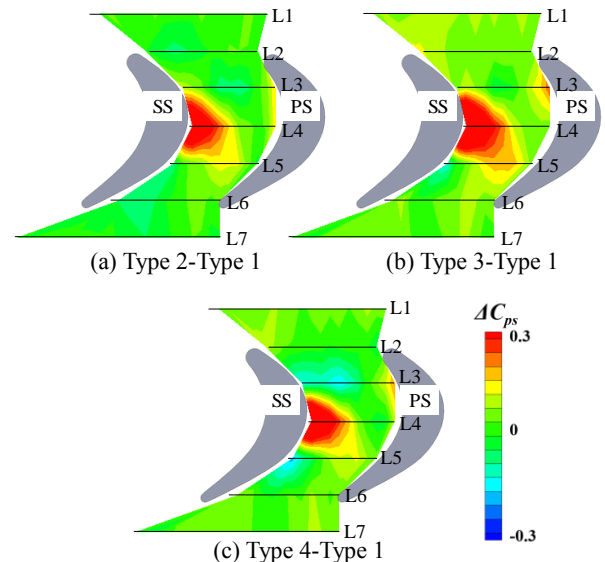 L1
L2
L3
SS
PS
L4
L5
L6
L7
(a) Type 2-Type 1
L1
L2
L3
SS
PS
L4
L5
L6
L7
(b) Type 3-Type 1
L1
L2
L3
SS
PS
L4
L5
L6
L7
(c) Type 4-Type 1
ΔCps
0.3
0
-0.3